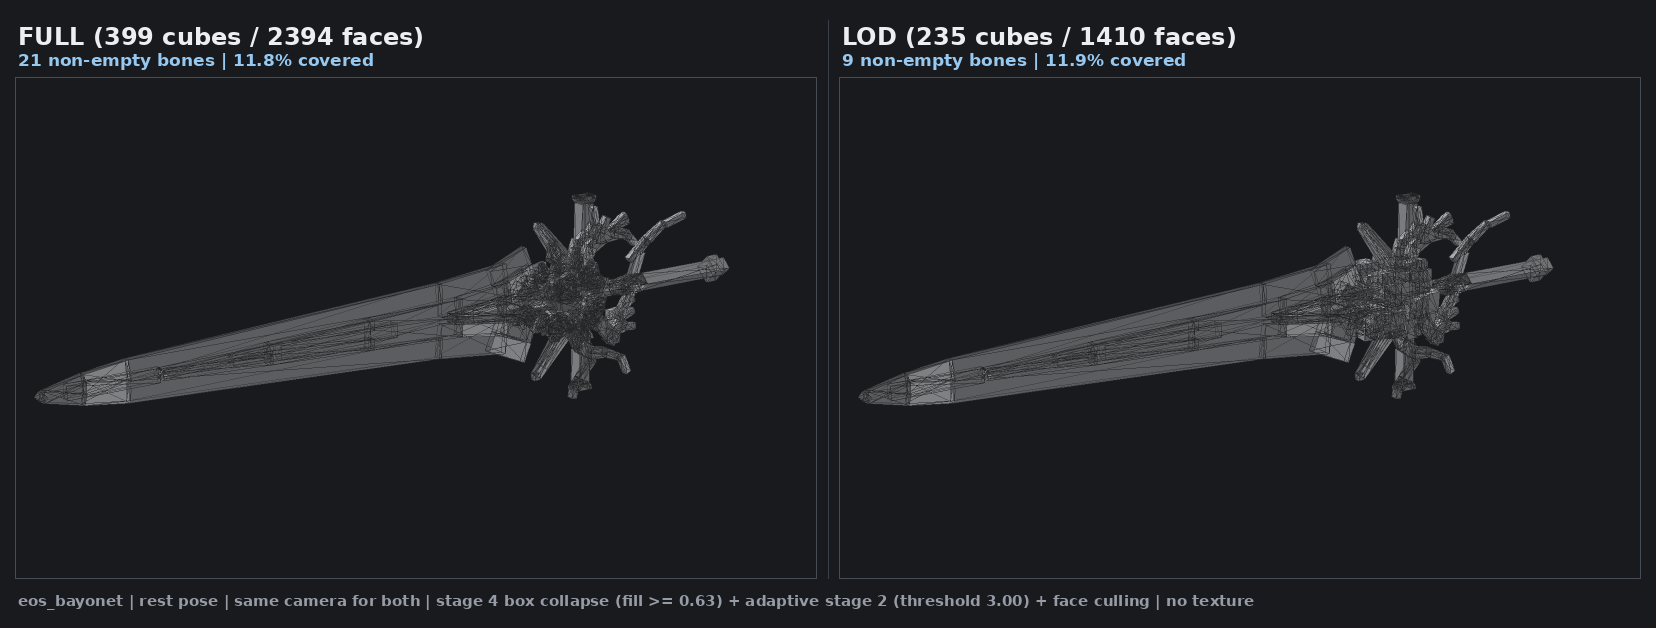 FULL (399 cubes / 2394 faces)
21 non-empty bones | 11.8% covered
LOD (235 cubes / 1410 faces)
9 non-empty bones | 11.9% covered
eos_bayonet | rest pose | same camera for both | stage 4 box collapse (fill >= 0.63) + adaptive stage 2 (threshold 3.00) + face culling | no texture